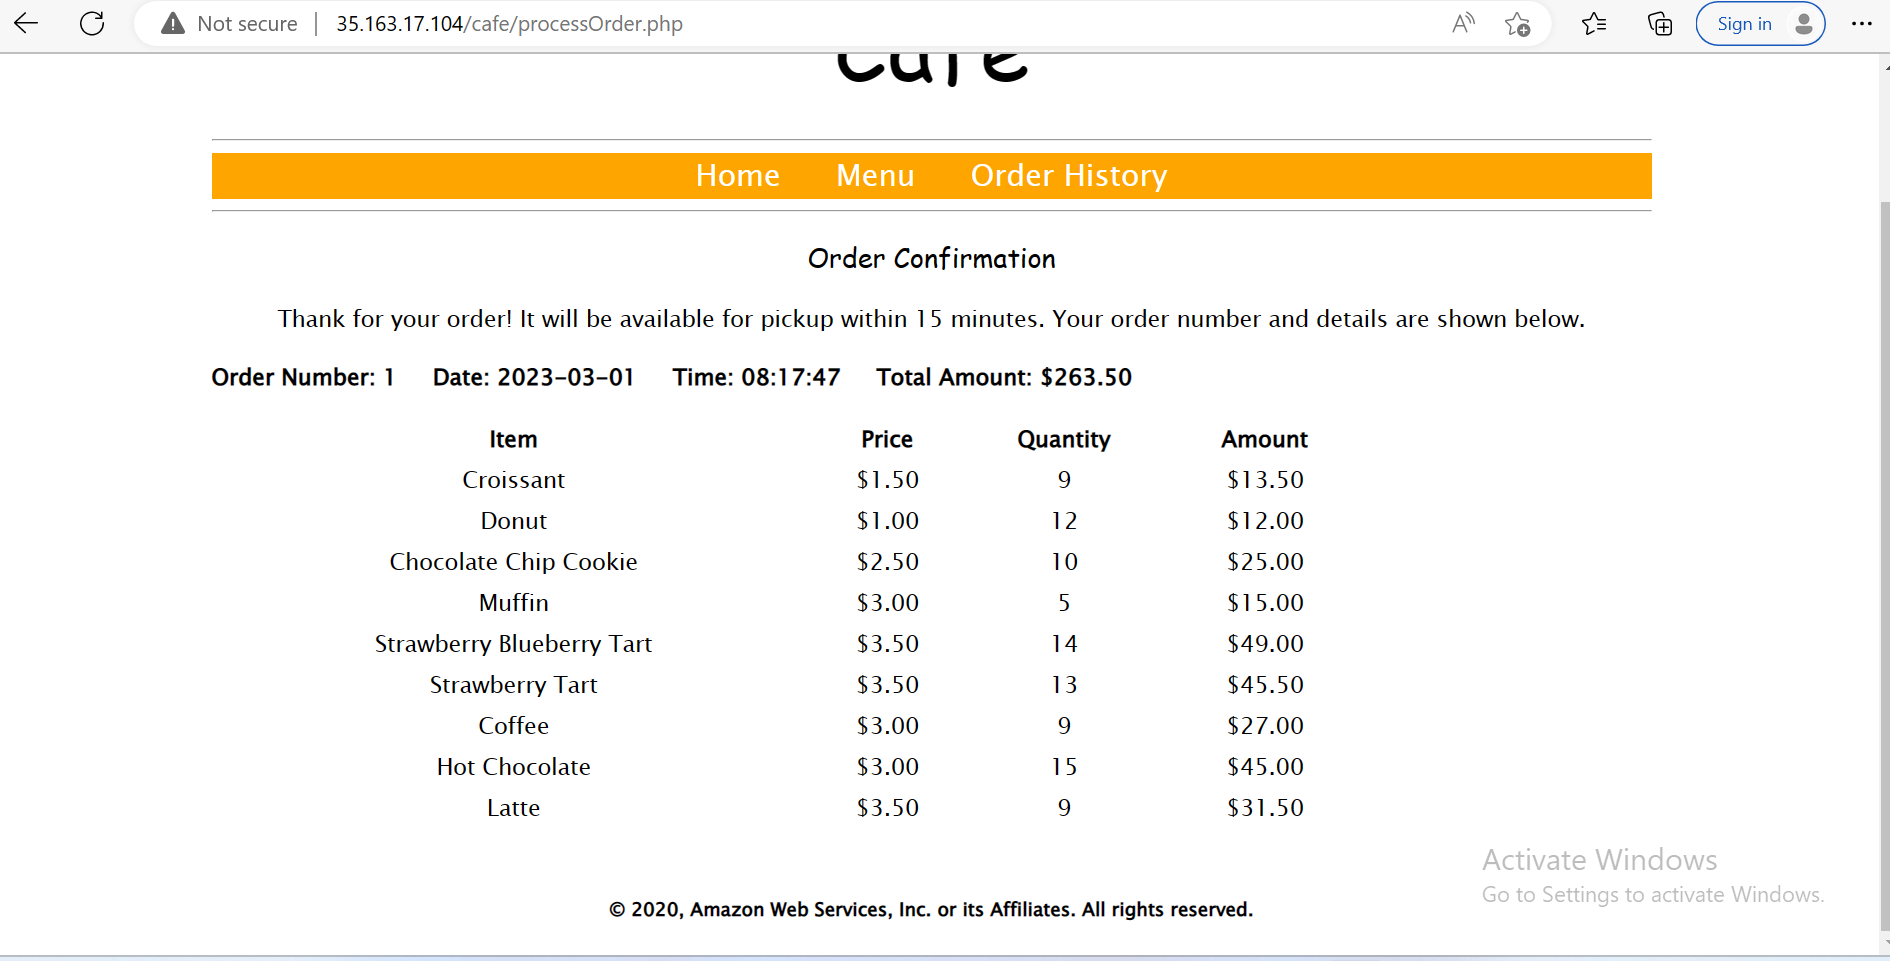 Not secure | 35.163.17.104/cafe/processOrder.php Sign in
Home Menu Order History
Order Confirmation
Thank for your order! It will be available for pickup within 15 minutes. Your order number and details are shown below.
Order Number: 1 Date: 2023-03-01 Time: 08:17:47 Total Amount: $263.50
Item Price Quantity Amount
Croissant $1.50 9 $13.50
Donut $1.00 12 $12.00
Chocolate Chip Cookie $2.50 10 $25.00
Muffin $3.00 5 $15.00
Strawberry Blueberry Tart $3.50 14 $49.00
Strawberry Tart $3.50 13 $45.50
Coffee $3.00 9 $27.00
Hot Chocolate $3.00 15 $45.00
Latte $3.50 9 $31.50
Activate Windows
Go to Settings to activate Windows.
© 2020, Amazon Web Services, Inc. or its Affiliates. All rights reserved.